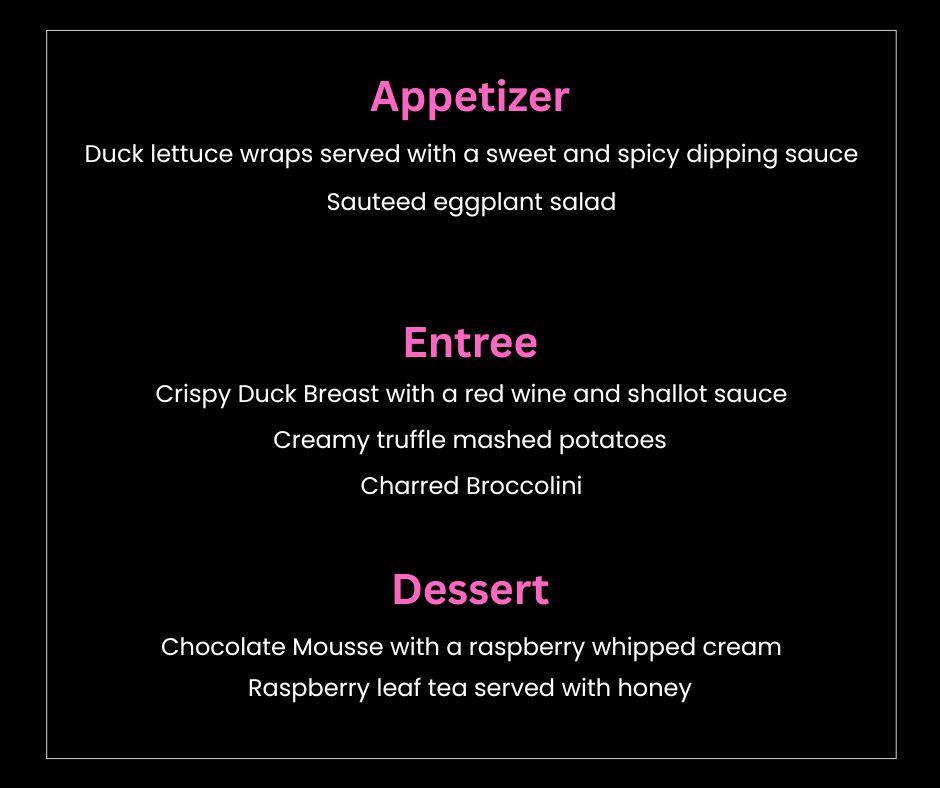 Appetizer
Duck lettuce wraps served with a sweet and spicy dipping sauce
Sauteed eggplant salad
Entree
Crispy Duck Breast with a red wine and shallot sauce
Creamy truffle mashed potatoes
Charred Broccolini
Dessert
Chocolate Mousse with a raspberry whipped cream
Raspberry leaf tea served with honey